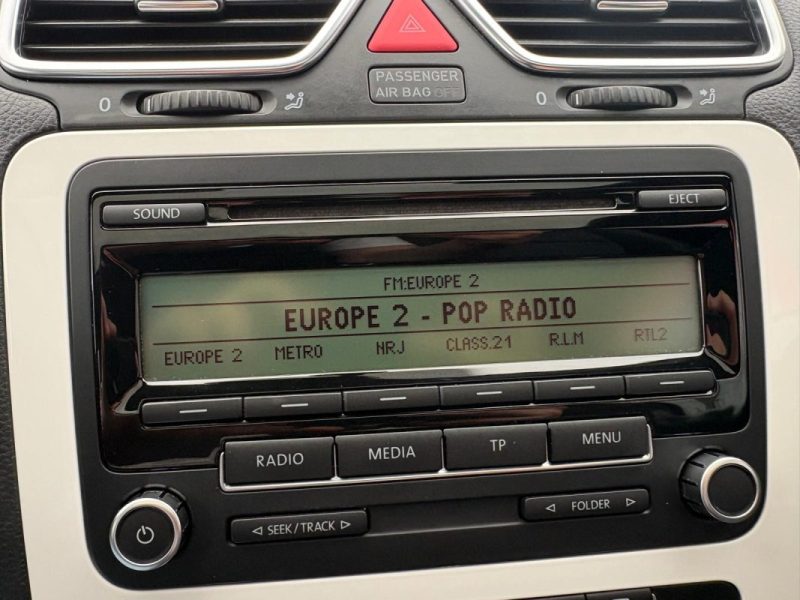 PASSENGER
AIR BAG OFF
0
0
SOUND
EJECT
FM:EUROPE 2
EUROPE 2 - POP RADIO
EUROPE 2 METRO NRJ CLASS.21 R.L.M RTL2
RADIO MEDIA TP MENU
SEEK/TRACK
FOLDER